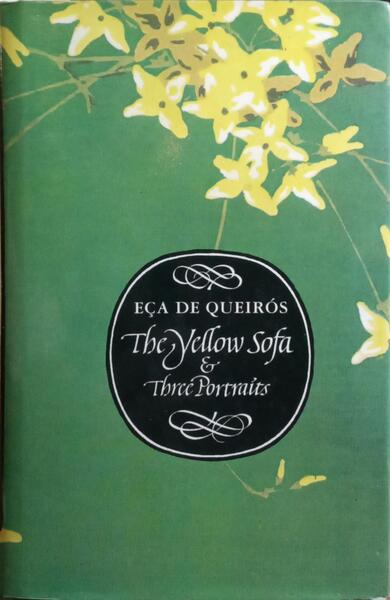 EÇA DE QUEIRÓS
The Yellow Sofa
&
Three Portraits